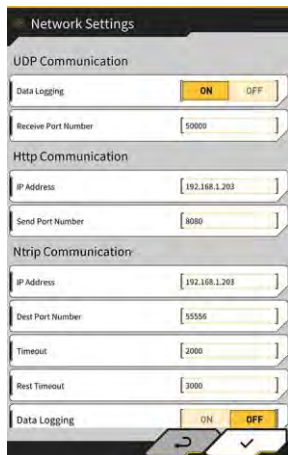 Network Settings
UDP Communication
Data Logging ON OFF
Receive Port Number 50000
Http Communication
IP Address 192.168.1.203
Send Port Number 8080
Ntrip Communication
IP Address 192.168.1.203
Dest Port Number 55556
Timeout 2000
Rest Timeout 3000
Data Logging ON OFF